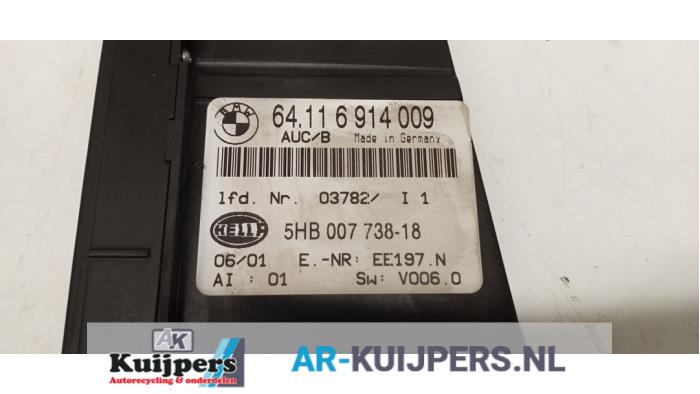 BMW
64.11 6 914 009
AUC/B Made in Germany
lfd. Nr. 03782/ I 1
HELLA 5HB 007 738-18
06/01 E.-NR: EE197.N
AI : 01 SW: V006.0
AK
Kuijpers
Autorecycling & onderdelen
AR-KUIJPERS.NL